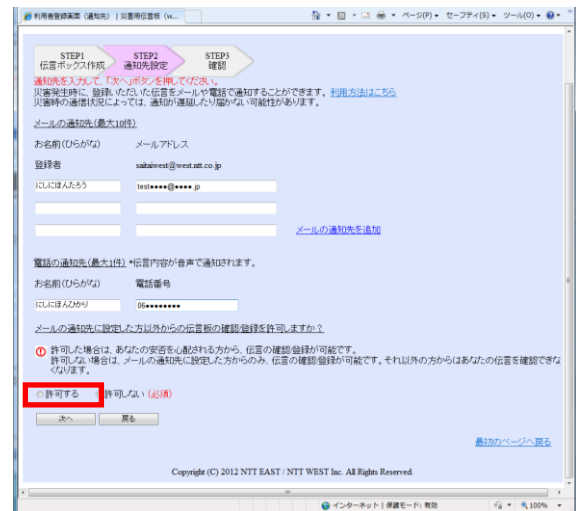 利用者登録画面（通知先）｜災害用伝言板（w...
ページ(P) セーフティ(S) ツール(O)
STEP1 STEP2 STEP3
伝言ボックス作成 通知先設定 確認
通知先を入力して、「次へ」ボタンを押してください。
災害発生時に、登録いただいた伝言をメールや電話で通知することができます。 利用方法はこちら
災害時の通信状況によっては、通知が遅延したり届かない可能性があります。
メールの通知先（最大10件）
お名前(ひらがな) メールアドレス
登録者 saitaiwest@west.ntt.co.jp
にしにほんたろう test●●●●@●●●●.jp
メールの通知先を追加
電話の通知先（最大1件） *伝言内容が音声で通知されます。
お名前(ひらがな) 電話番号
にしにほんひかり 06●●●●●●●●
メールの通知先に設定した方以外からの伝言板の確認/登録を許可しますか？
許可した場合は、あなたの安否を心配される方から、伝言の確認/登録が可能です。
許可しない場合は、メールの通知先に設定した方からのみ、伝言の確認/登録が可能です。それ以外の方からはあなたの伝言を確認できな
くなります。
許可する 許可しない (必須)
次へ 戻る
最初のページへ戻る
Copyright (C) 2012 NTT EAST / NTT WEST Inc. All Rights Reserved.
インターネット | 保護モード: 有効 100%